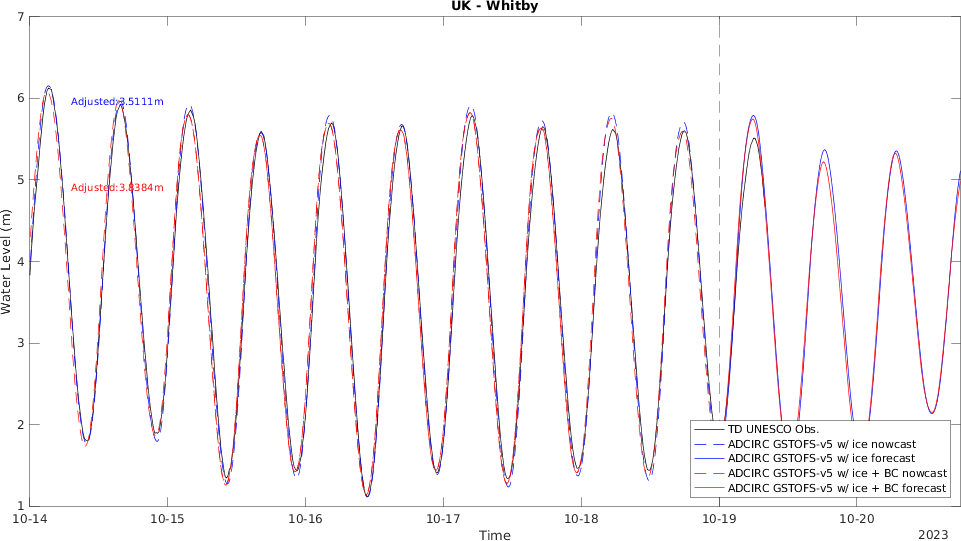 UK - Whitby
7
6
5
4
3
2
1
Water Level (m)
Adjusted:3.5111m
Adjusted:3.8384m
TD UNESCO Obs.
ADCIRC GSTOFS-v5 w/ ice nowcast
ADCIRC GSTOFS-v5 w/ ice forecast
ADCIRC GSTOFS-v5 w/ ice + BC nowcast
ADCIRC GSTOFS-v5 w/ ice + BC forecast
10-14 10-15 10-16 10-17 10-18 10-19 10-20
Time
2023